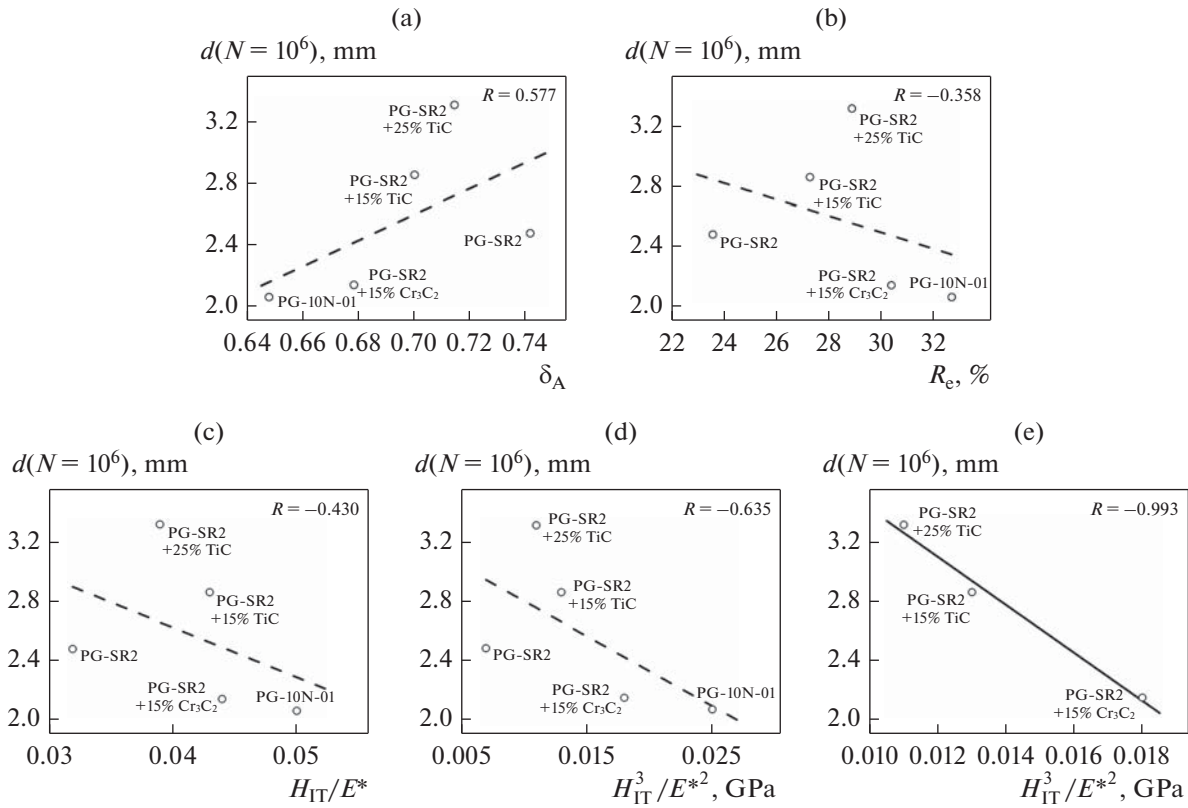 (a)
d(N = 10⁶), mm
R = 0.577
PG-SR2
+25% TiC
PG-SR2
+15% TiC
PG-SR2
PG-SR2
+15% Cr₃C₂
PG-10N-01
3.2
2.8
2.4
2.0
0.64 0.66 0.68 0.70 0.72 0.74
δA
(b)
d(N = 10⁶), mm
R = −0.358
PG-SR2
+25% TiC
PG-SR2
+15% TiC
PG-SR2
PG-SR2
+15% Cr₃C₂
PG-10N-01
3.2
2.8
2.4
2.0
22 24 26 28 30 32
Re, %
(c)
d(N = 10⁶), mm
R = −0.430
PG-SR2
+25% TiC
PG-SR2
+15% TiC
PG-SR2
PG-SR2
+15% Cr₃C₂
PG-10N-01
3.2
2.8
2.4
2.0
0.03 0.04 0.05
HIT/E*
(d)
d(N = 10⁶), mm
R = −0.635
PG-SR2
+25% TiC
PG-SR2
+15% TiC
PG-SR2
PG-SR2
+15% Cr₃C₂
PG-10N-01
3.2
2.8
2.4
2.0
0.005 0.015 0.025
H³IT/E*², GPa
(e)
d(N = 10⁶), mm
R = −0.993
PG-SR2
+25% TiC
PG-SR2
+15% TiC
PG-SR2
+15% Cr₃C₂
3.2
2.8
2.4
2.0
0.010 0.012 0.014 0.016 0.018
H³IT/E*², GPa